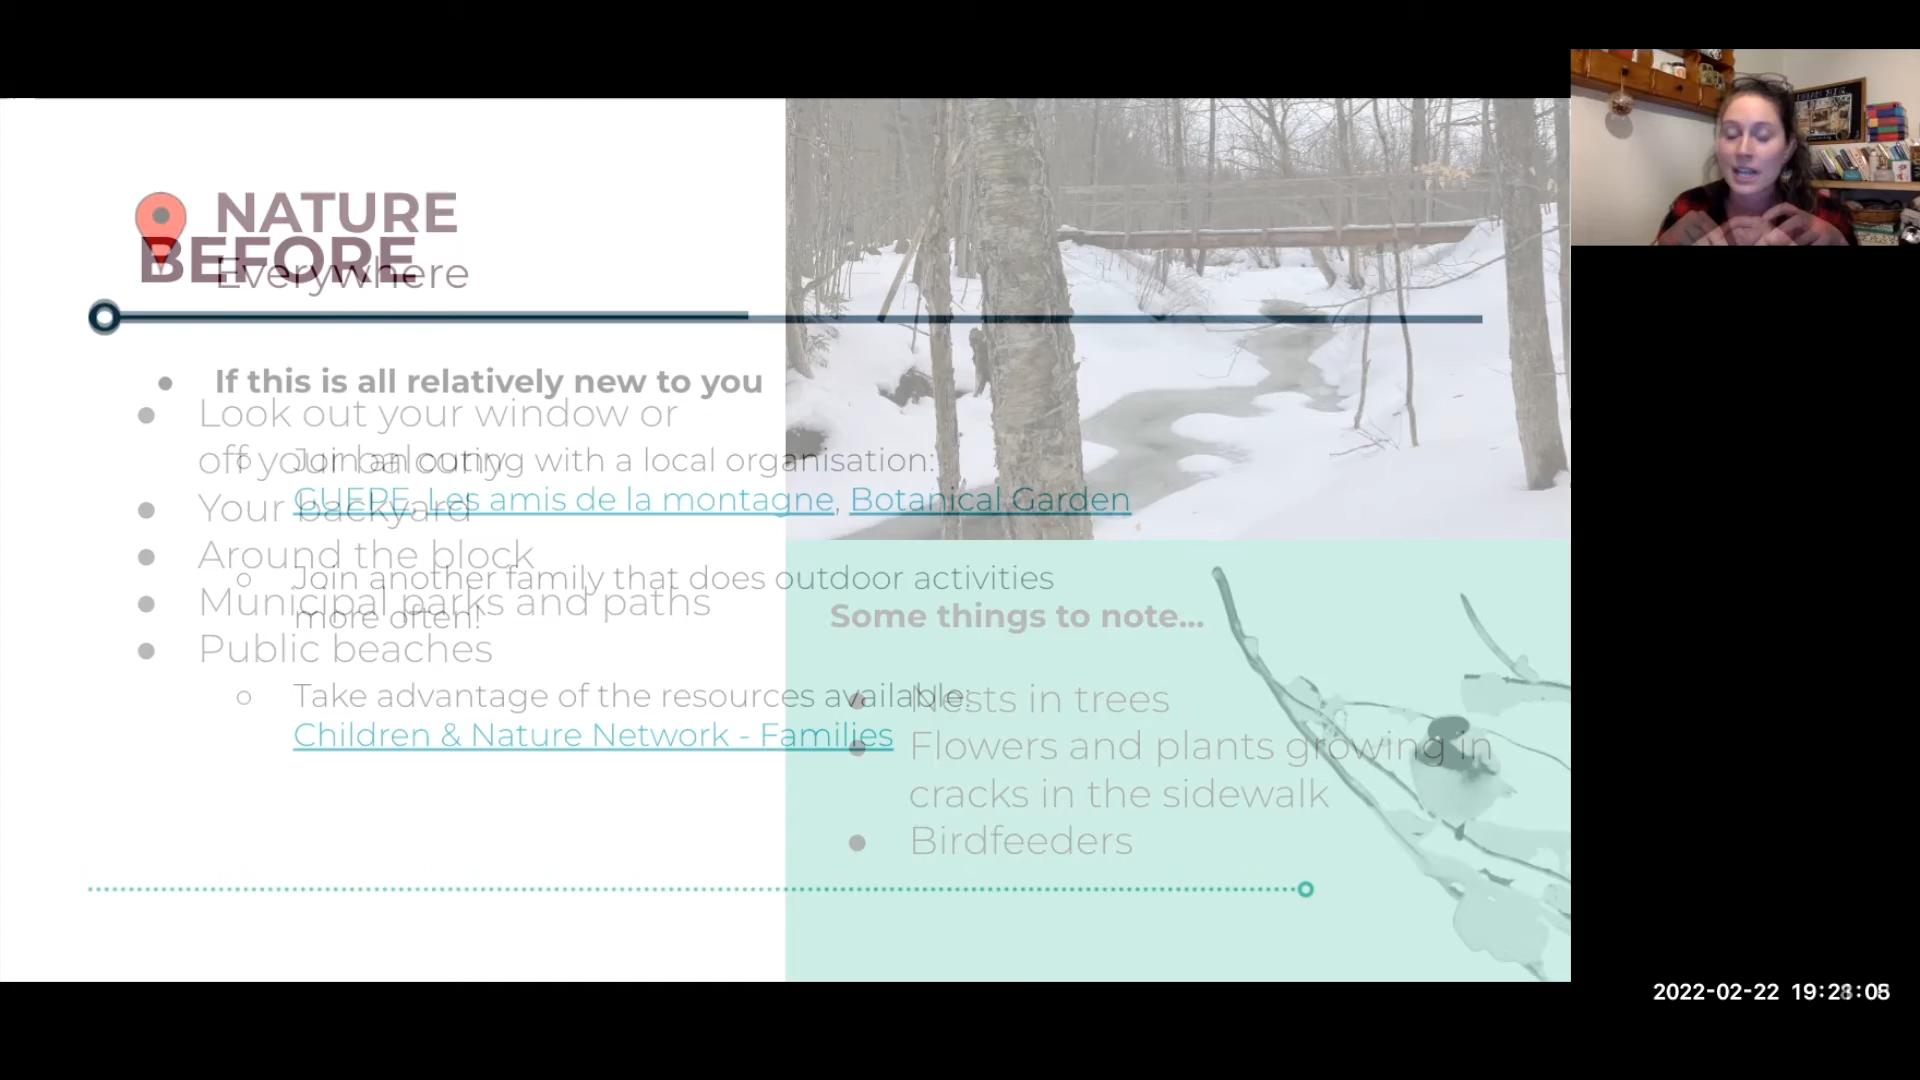 NATURE
Everywhere
Look out your window or
off your balcony
Your backyard
Around the block
Municipal parks and paths
Public beaches
Some things to note...
Nests in trees
Flowers and plants growing in
cracks in the sidewalk
Birdfeeders
BEFORE
If this is all relatively new to you
Join an outing with a local organisation:
GUEPE, Les amis de la montagne, Botanical Garden
Join another family that does outdoor activities
more often!
Take advantage of the resources available:
Children & Nature Network - Families
2022-02-22